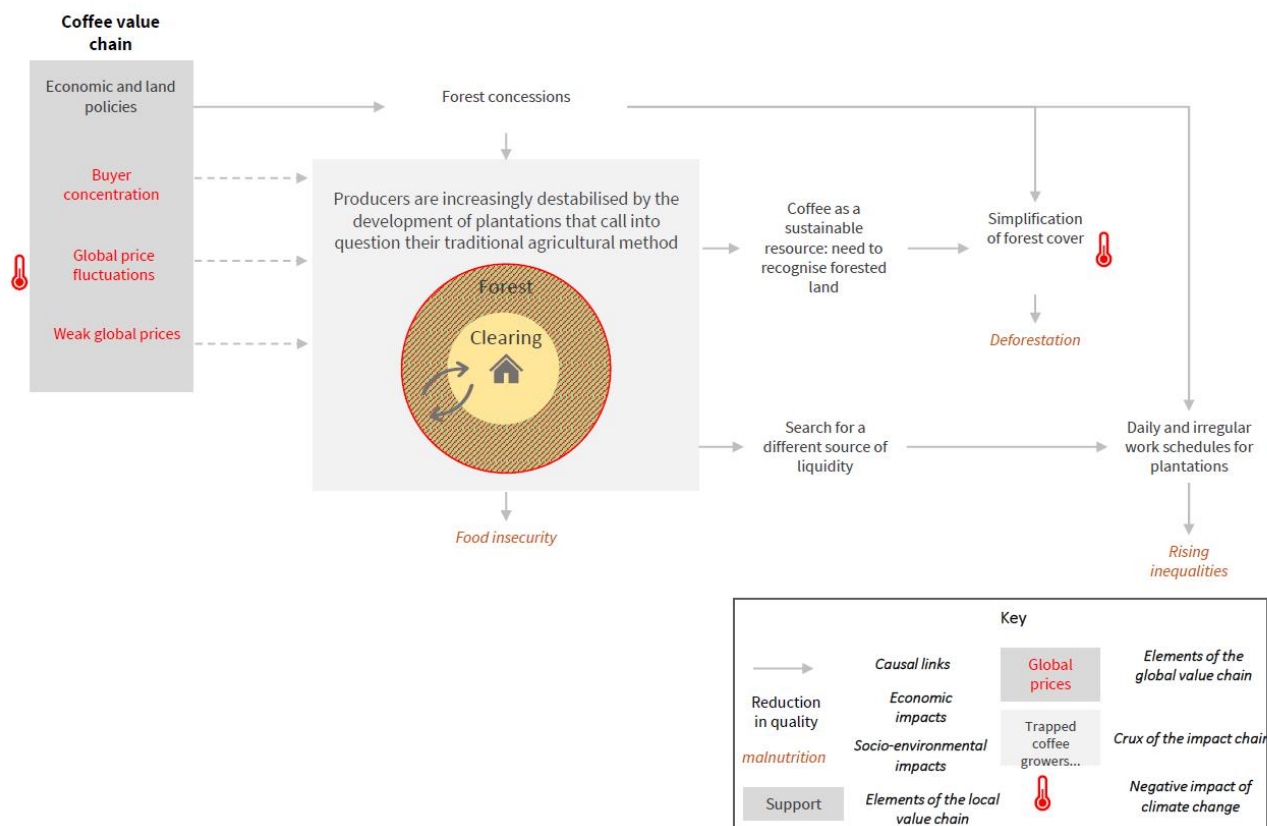 Coffee value
chain
Economic and land
policies
Forest concessions
Buyer
concentration
Global price
fluctuations
Weak global prices
Producers are increasingly destabilised by the
development of plantations that call into
question their traditional agricultural method
Forest
Clearing
Coffee as a
sustainable
resource: need to
recognise forested
land
Simplification
of forest cover
Deforestation
Search for a
different source of
liquidity
Daily and irregular
work schedules for
plantations
Food insecurity
Rising
inequalities
Key
Causal links
Global
prices
Elements of the
global value chain
Reduction
in quality
Economic
impacts
Trapped
coffee
growers...
Crux of the impact chain
malnutrition
Socio-environmental
impacts
Support
Elements of the local
value chain
Negative impact of
climate change